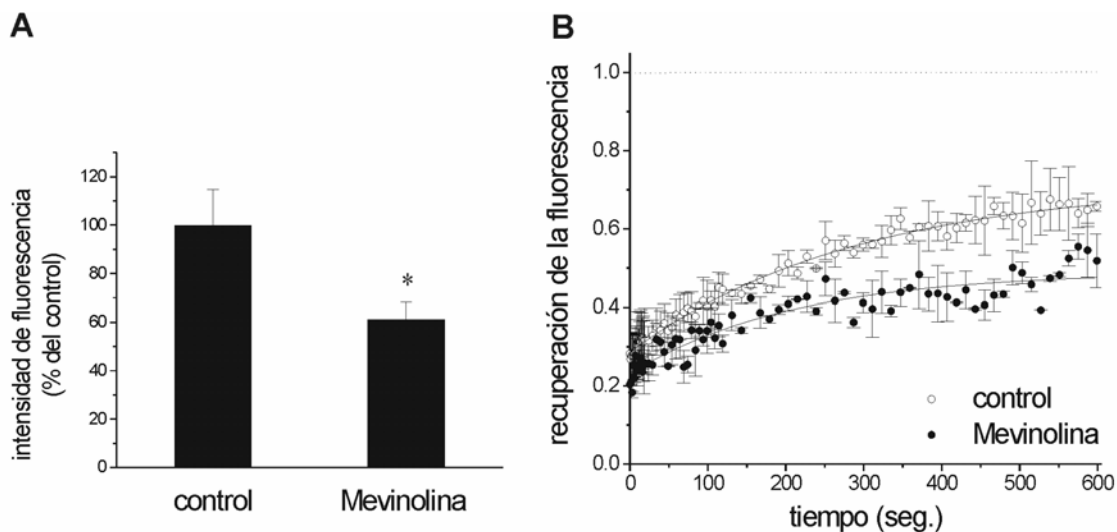 A
intensidad de fluorescencia
(% del control)
120
100
80
60
40
20
0
*
control
Mevinolina
B
recuperación de la fluorescencia
1.0
0.8
0.6
0.4
0.2
0.0
control
Mevinolina
0
100
200
300
400
500
600
tiempo (seg.)